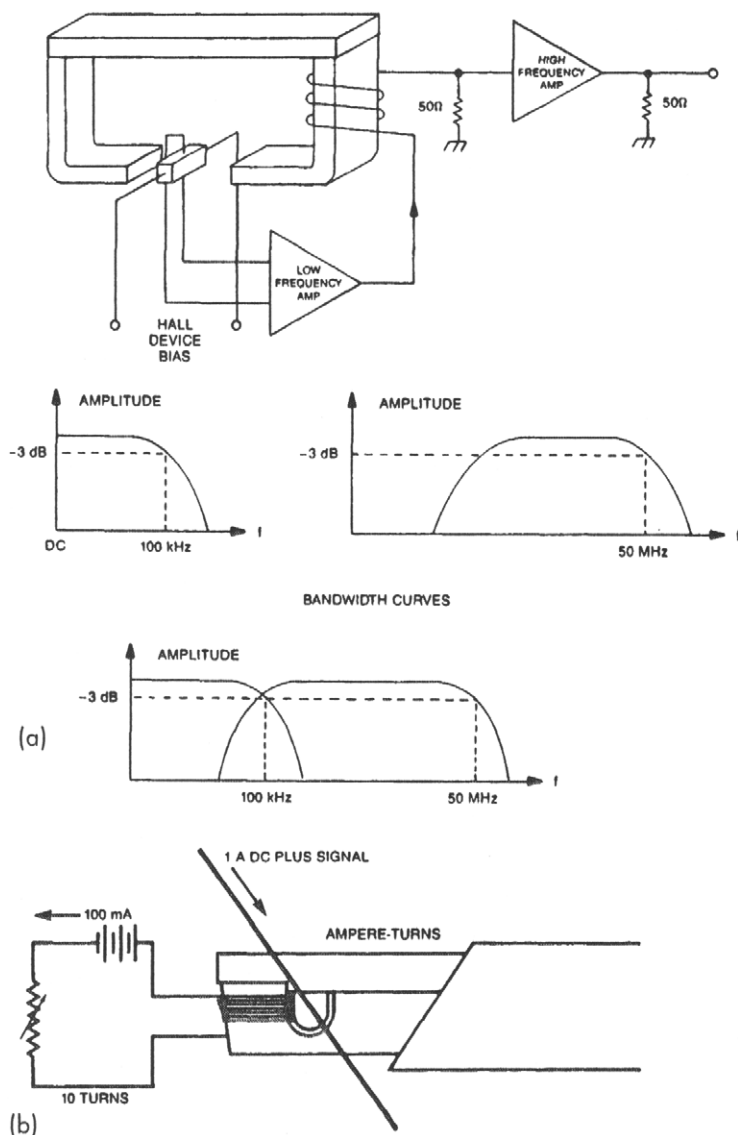 HIGH
FREQUENCY
AMP
50Ω
50Ω
LOW
FREQUENCY
AMP
HALL
DEVICE
BIAS
AMPLITUDE
-3 dB
DC
100 kHz
f
AMPLITUDE
-3 dB
50 MHz
f
BANDWIDTH CURVES
AMPLITUDE
-3 dB
(a)
100 kHz
50 MHz
f
1 A DC PLUS SIGNAL
100 mA
AMPERE-TURNS
10 TURNS
(b)